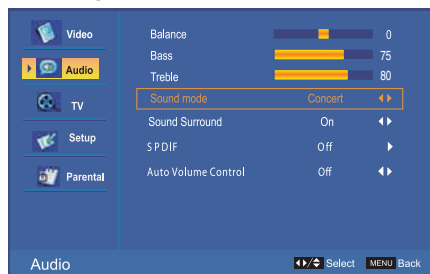 Video
Audio
TV
Setup
Parental
Balance 0
Bass 75
Treble 80
Sound mode Concert
Sound Surround On
SPDIF Off
Auto Volume Control Off
Audio Select MENU Back